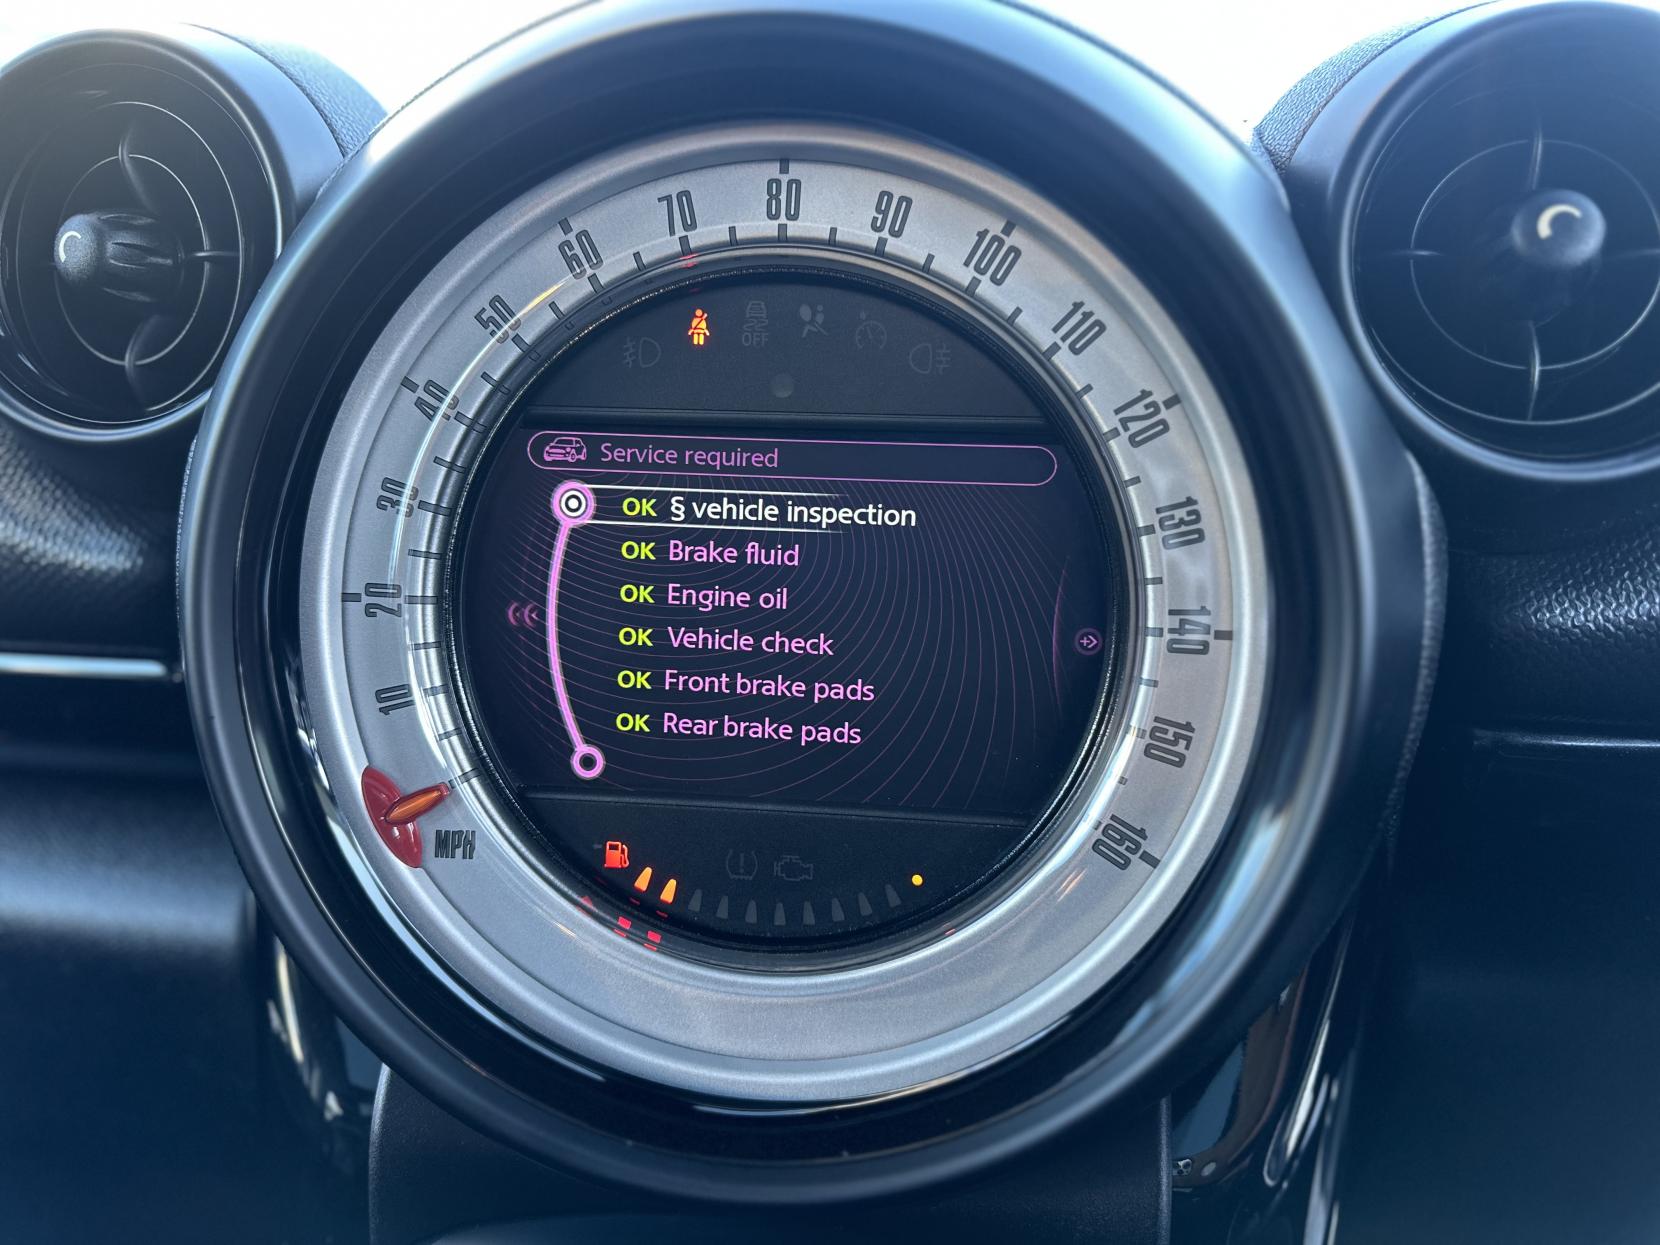 10
20
30
40
50
60
70
80
90
100
110
120
130
140
150
160
MPH
OFF
Service required
OK § vehicle inspection
OK Brake fluid
OK Engine oil
OK Vehicle check
OK Front brake pads
OK Rear brake pads